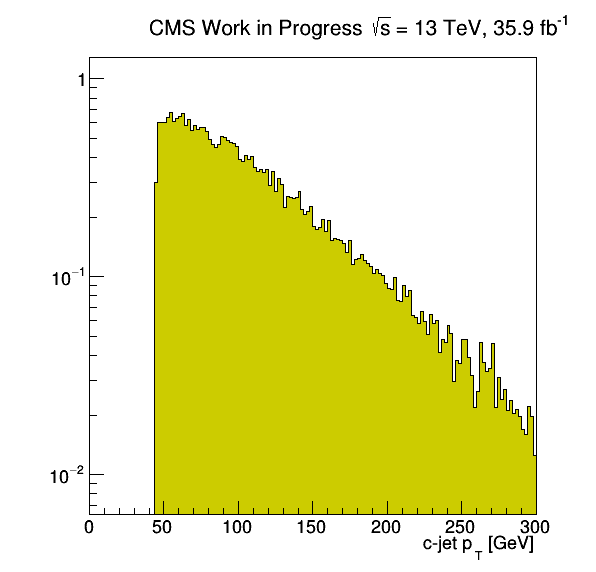 CMS Work in Progress √s = 13 TeV, 35.9 fb⁻¹
1
10⁻¹
10⁻²
0 50 100 150 200 250 300
c-jet p_T [GeV]